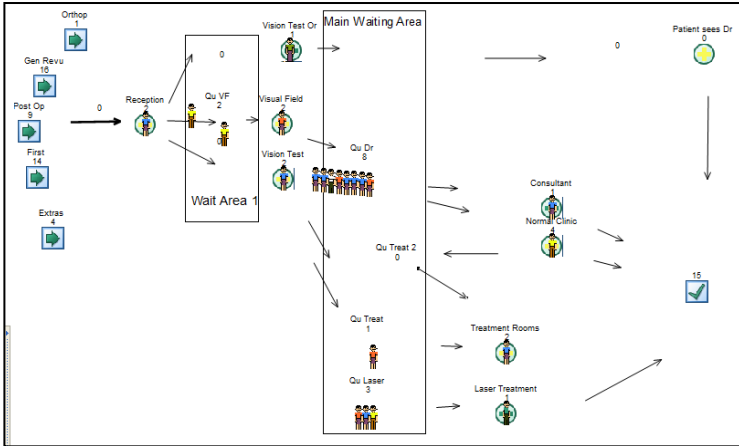 Orthop
1
Gen Revu
16
Post Op
9
First
14
Extras
4
0
Reception
2
0
Qu VF
2
0
Wait Area 1
Vision Test Or
1
Visual Field
2
Vision Test
2
Main Waiting Area
Qu Dr
8
Qu Treat 2
0
Qu Treat
1
Qu Laser
3
0
Patient sees Dr
0
Consultant
1
Normal Clinic
4
15
Treatment Rooms
2
Laser Treatment
1